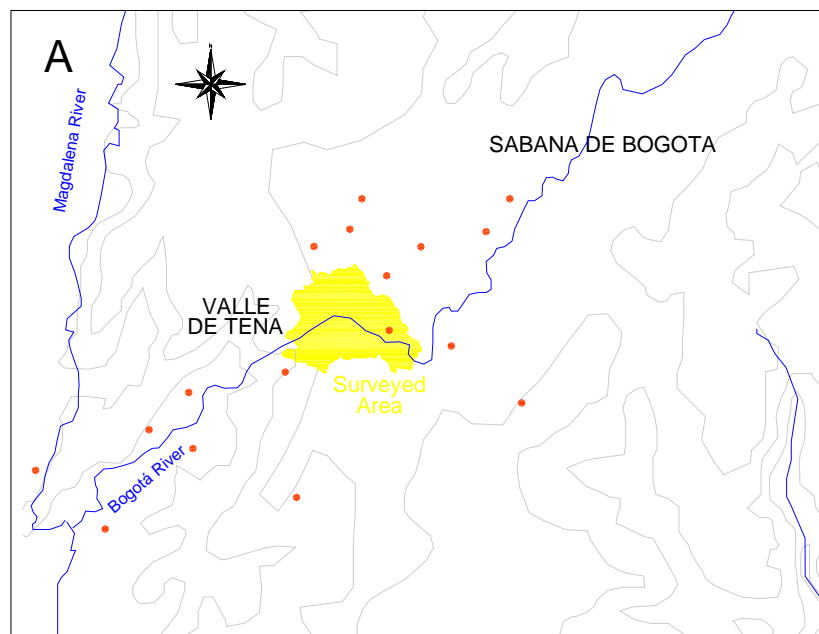 A
N
Magdalena River
SABANA DE BOGOTA
VALLE
DE TENA
Surveyed
Area
Bogotá River